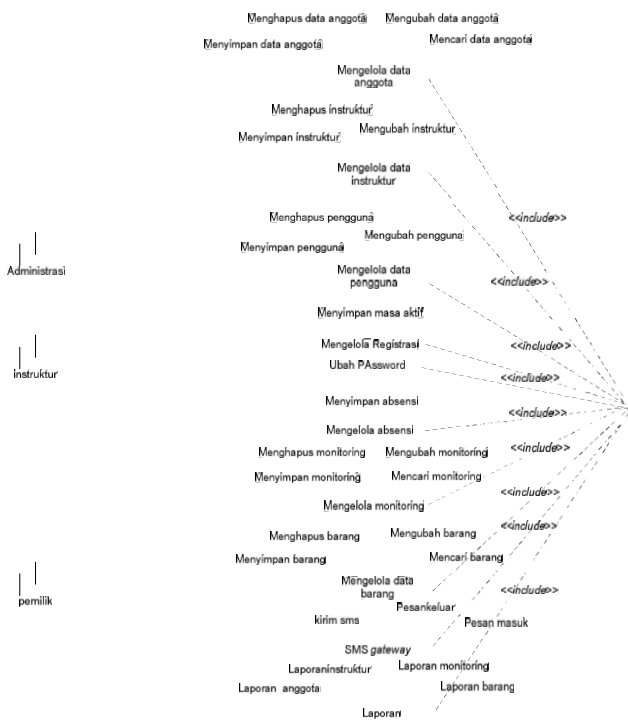 Menghapus data anggota
Mengubah data anggota
Menyimpan data anggota
Mencari data anggota
Mengelola data
anggota
Menghapus instruktur
Mengubah instruktur
Menyimpan instruktur
Mengelola data
instruktur
Menghapus pengguna
<<include>>
Mengubah pengguna
Menyimpan pengguna
Administrasi
Mengelola data
pengguna
<<include>>
Menyimpan masa aktif
Mengelola Registrasi
<<include>>
Ubah PAssword
instruktur
<<include>>
Menyimpan absensi
<<include>>
Mengelola absensi
Menghapus monitoring
Mengubah monitoring
<<include>>
Menyimpan monitoring
Mencari monitoring
<<include>>
Mengelola monitoring
<<include>>
Menghapus barang
Mengubah barang
Menyimpan barang
Mencari barang
Mengelola data
barang
<<include>>
pemilik
Pesankeluar
kirim sms
Pesan masuk
SMS gateway
Laporaninstruktur
Laporan monitoring
Laporan anggota
Laporan barang
Laporan